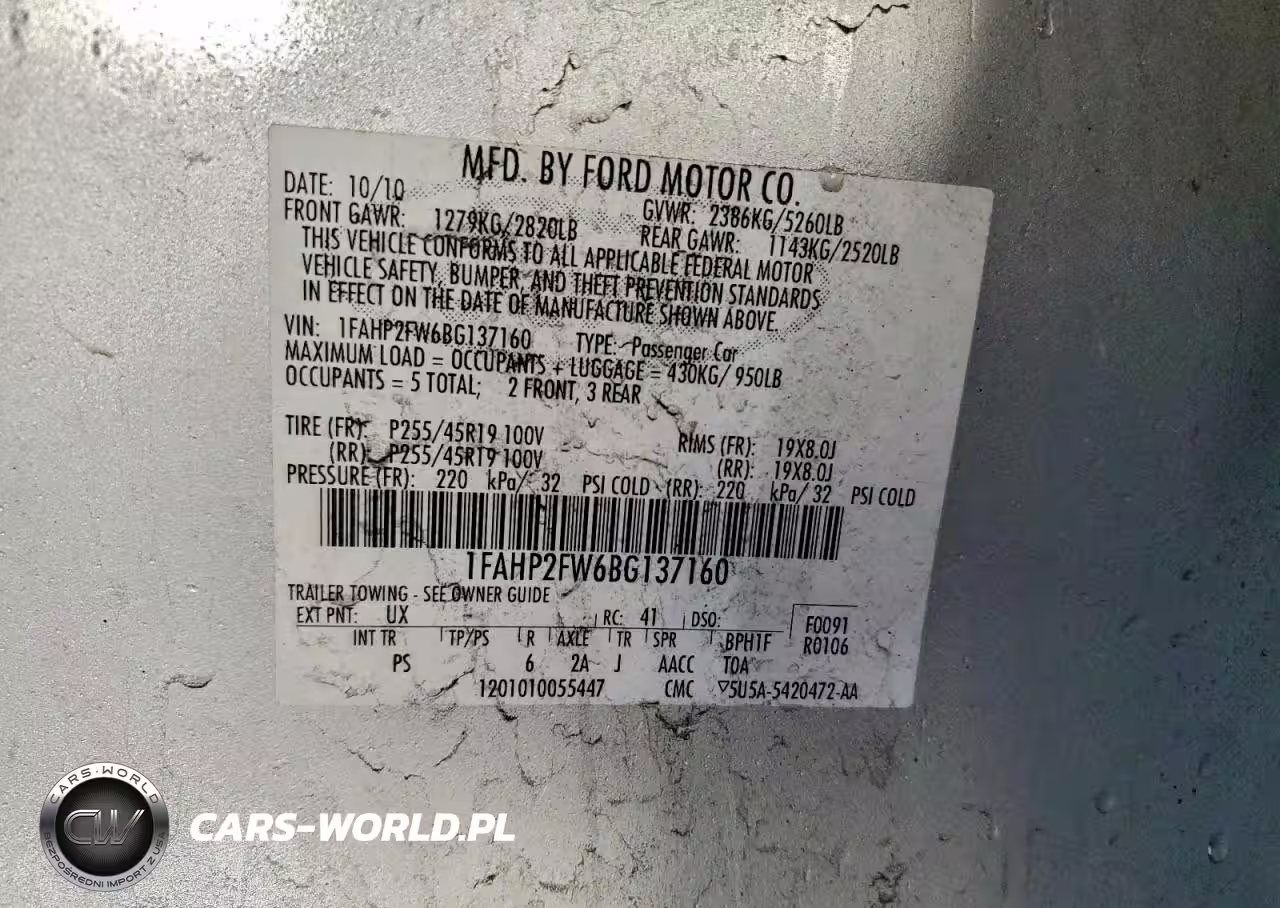 MFD. BY FORD MOTOR CO.
DATE: 10/10 GVWR: 2386KG/5260LB
FRONT GAWR: 1279KG/2820LB REAR GAWR: 1143KG/2520LB
THIS VEHICLE CONFORMS TO ALL APPLICABLE FEDERAL MOTOR
VEHICLE SAFETY, BUMPER, AND THEFT PREVENTION STANDARDS
IN EFFECT ON THE DATE OF MANUFACTURE SHOWN ABOVE.
VIN: 1FAHP2FW6BG137160 TYPE: Passenger Car
MAXIMUM LOAD = OCCUPANTS + LUGGAGE = 430KG/ 950LB
OCCUPANTS = 5 TOTAL; 2 FRONT, 3 REAR
TIRE (FR): P255/45R19 100V RIMS (FR): 19X8.0J
(RR): P255/45R19 100V (RR): 19X8.0J
PRESSURE (FR): 220 kPa/ 32 PSI COLD (RR): 220 kPa/ 32 PSI COLD
1FAHP2FW6BG137160
TRAILER TOWING - SEE OWNER GUIDE
EXT PNT: UX RC: 41 DSO: F0091
R0106
INT TR TP/PS R AXLE TR SPR BPH1F
PS 6 2A J AACC TOA
1201010055447 CMC ▽5U5A-5420472-AA
CARS-WORLD
CW
BEZPOŚREDNI IMPORT Z USA
CARS-WORLD.PL